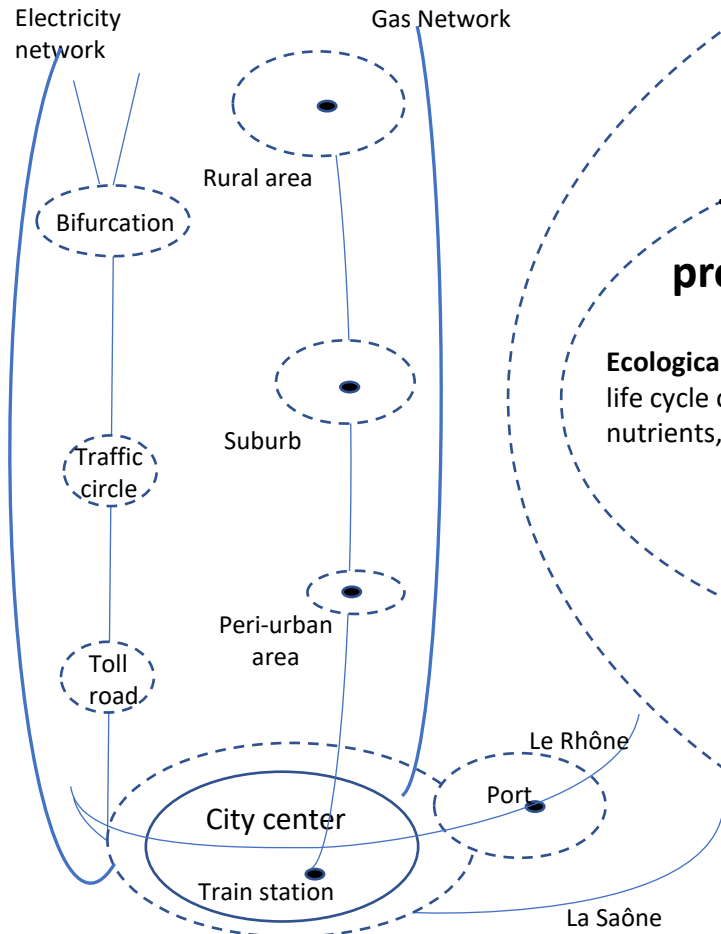 Electricity
network
Gas Network
Rural area
Bifurcation
Ecological
life cycle
nutrients,
Suburb
Traffic
circle
Peri-urban
area
Toll
road
Le Rhône
Port
City center
Train station
La Saône